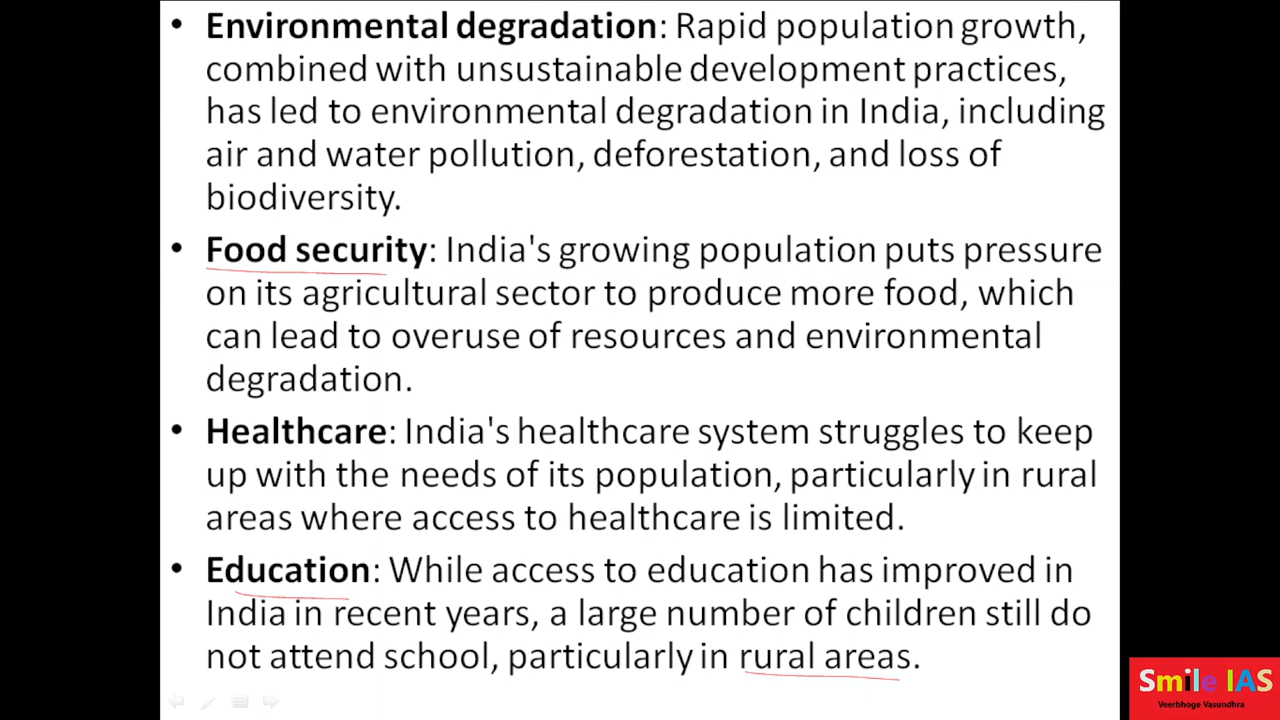 • Environmental degradation: Rapid population growth,
combined with unsustainable development practices,
has led to environmental degradation in India, including
air and water pollution, deforestation, and loss of
biodiversity.
• Food security: India's growing population puts pressure
on its agricultural sector to produce more food, which
can lead to overuse of resources and environmental
degradation.
• Healthcare: India's healthcare system struggles to keep
up with the needs of its population, particularly in rural
areas where access to healthcare is limited.
• Education: While access to education has improved in
India in recent years, a large number of children still do
not attend school, particularly in rural areas.
Smile IAS
Veerbhoge Vasundhra